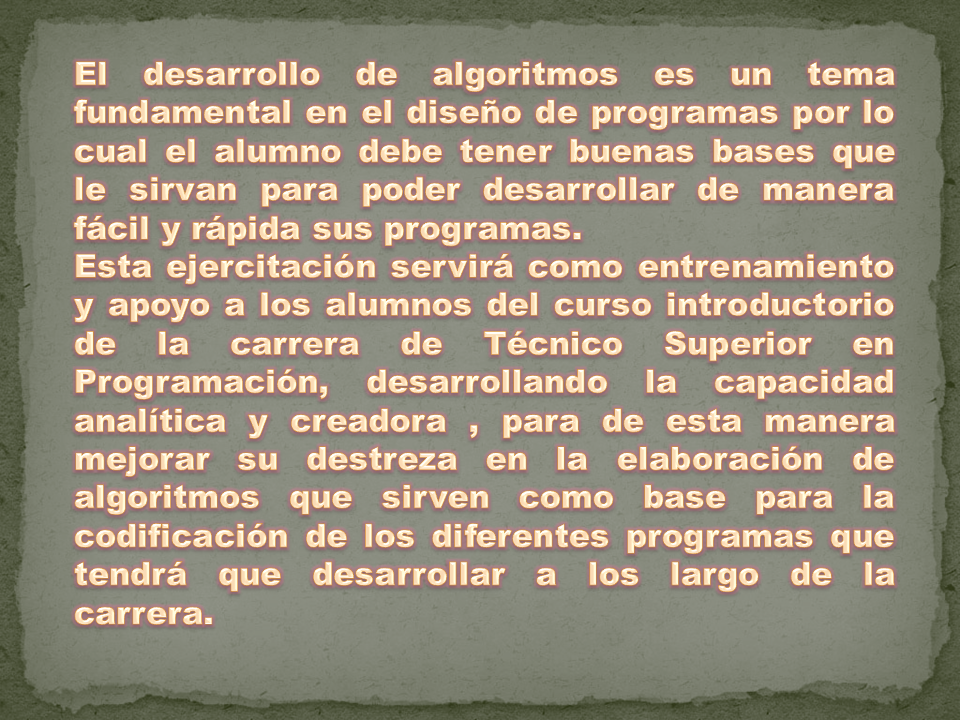 El desarrollo de algoritmos es un tema
fundamental en el diseño de programas por lo
cual el alumno debe tener buenas bases que
le sirvan para poder desarrollar de manera
fácil y rápida sus programas.
Esta ejercitación servirá como entrenamiento
y apoyo a los alumnos del curso introductorio
de la carrera de Técnico Superior en
Programación, desarrollando la capacidad
analítica y creadora , para de esta manera
mejorar su destreza en la elaboración de
algoritmos que sirven como base para la
codificación de los diferentes programas que
tendrá que desarrollar a los largo de la
carrera.